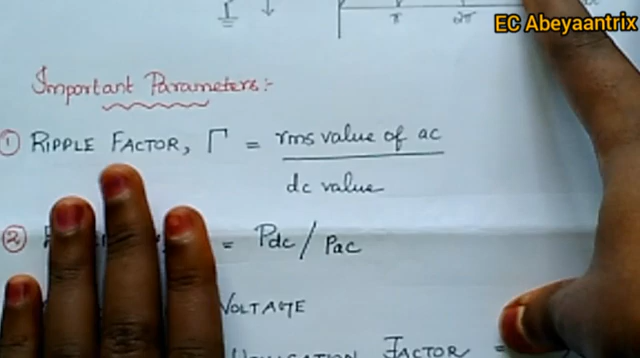 π 2π
EC Abeyaantrix
Important Parameters:-
① RIPPLE FACTOR, Γ = rms value of ac / dc value
② = Pdc / Pac
VOLTAGE
FACTOR =